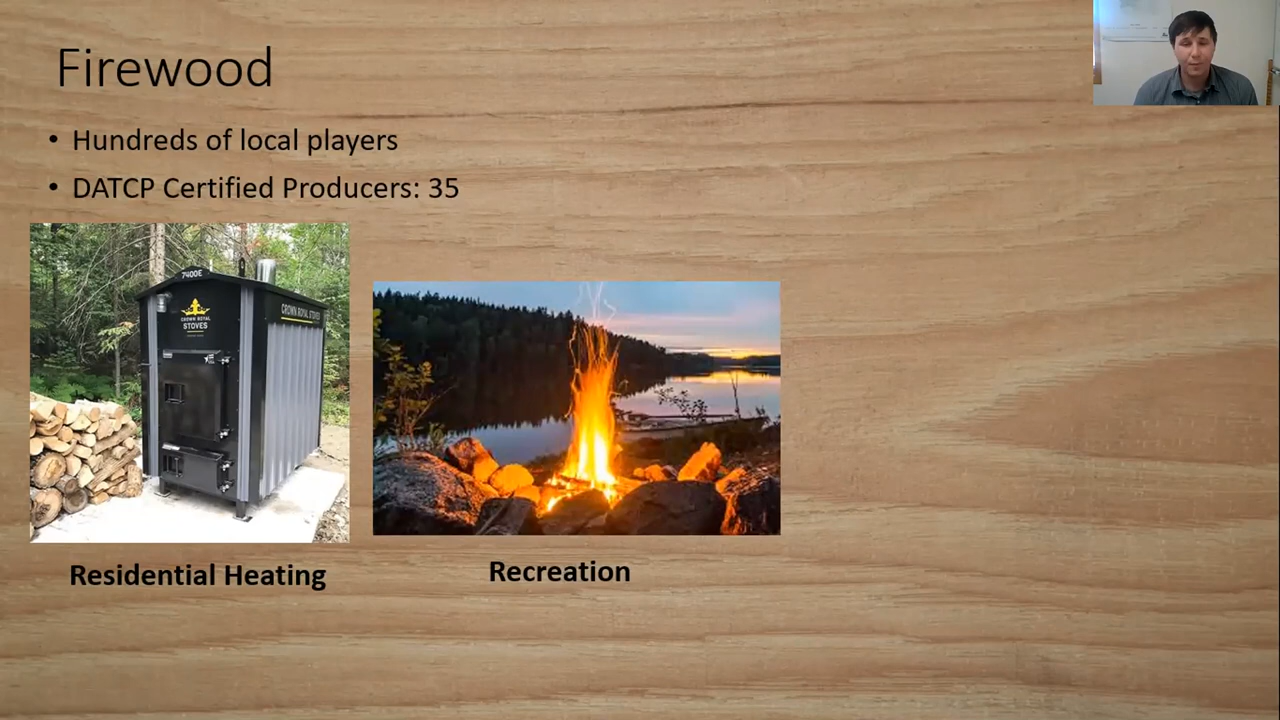 Firewood
• Hundreds of local players
• DATCP Certified Producers: 35
7400E
CROWN ROYAL
STOVES
CROWN ROYAL STOVES
Residential Heating
Recreation